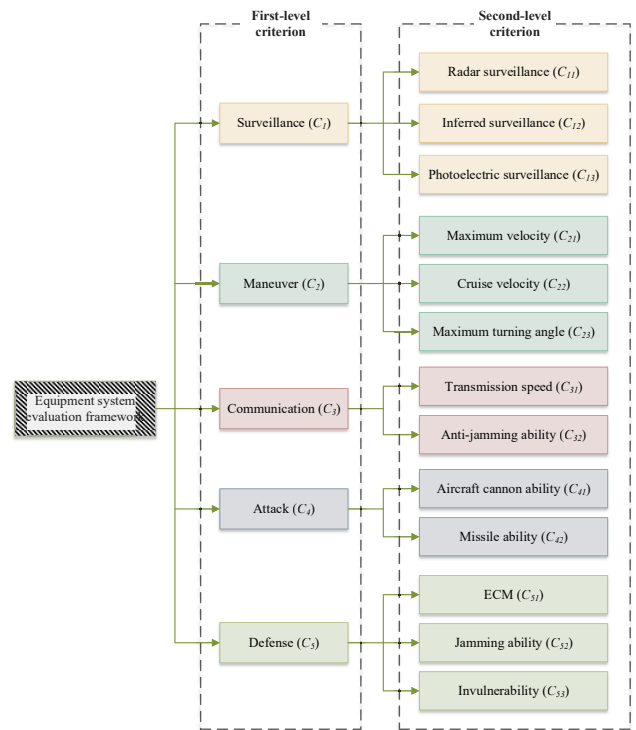 First-level
criterion
Second-level
criterion
Radar surveillance (C11)
Surveillance (C1)
Inferred surveillance (C12)
Photoelectric surveillance (C13)
Maximum velocity (C21)
Maneuver (C2)
Cruise velocity (C22)
Maximum turning angle (C23)
Equipment system
evaluation framework
Transmission speed (C31)
Communication (C3)
Anti-jamming ability (C32)
Aircraft cannon ability (C41)
Attack (C4)
Missile ability (C42)
ECM (C51)
Defense (C5)
Jamming ability (C52)
Invulnerability (C53)